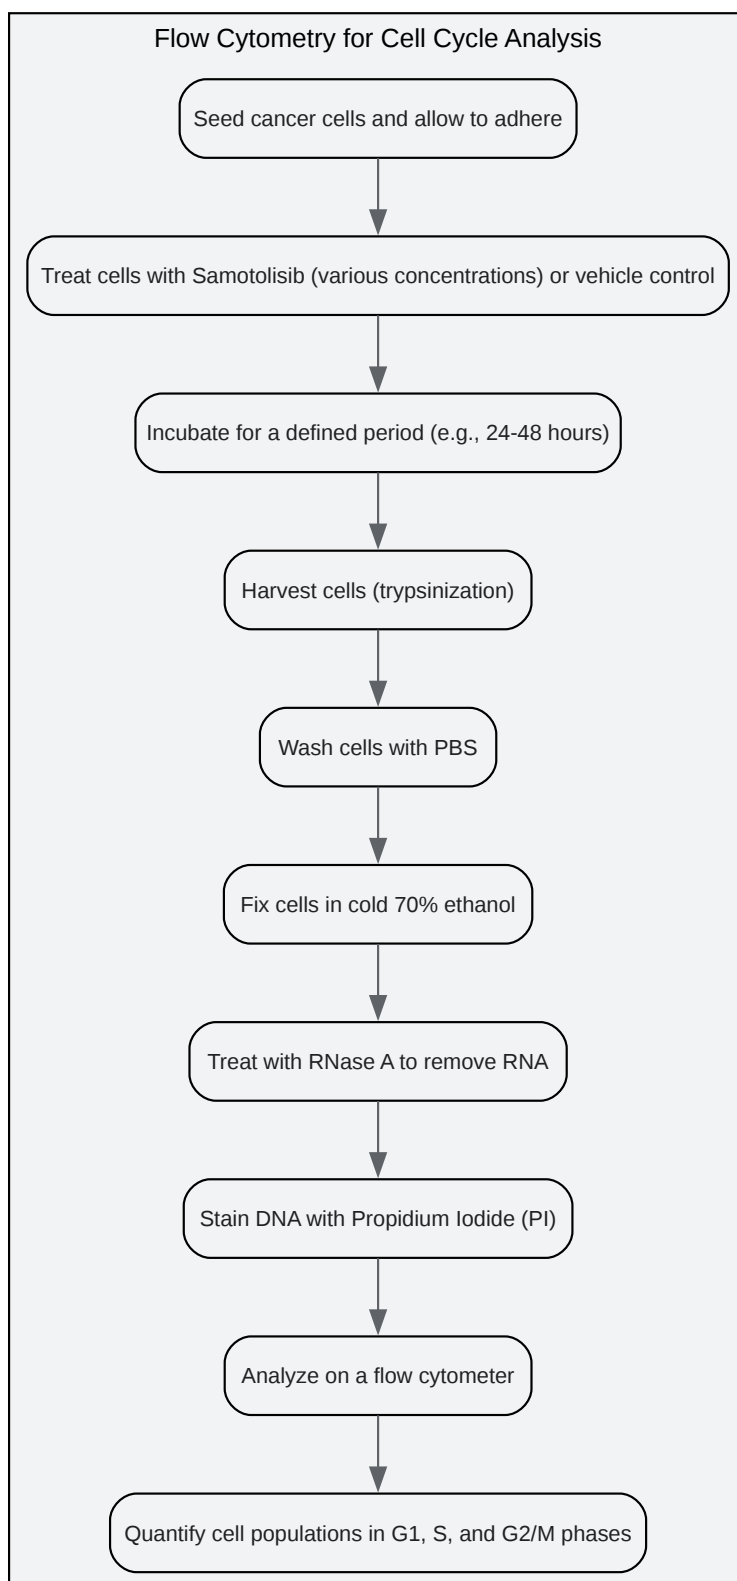 Flow Cytometry for Cell Cycle Analysis
Seed cancer cells and allow to adhere
Treat cells with Samotolisib (various concentrations) or vehicle control
Incubate for a defined period (e.g., 24-48 hours)
Harvest cells (trypsinization)
Wash cells with PBS
Fix cells in cold 70% ethanol
Treat with RNase A to remove RNA
Stain DNA with Propidium Iodide (PI)
Analyze on a flow cytometer
Quantify cell populations in G1, S, and G2/M phases